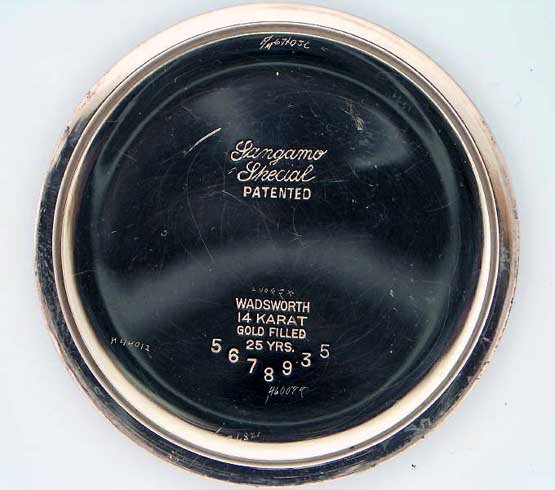 Sangamo
Special
PATENTED
WADSWORTH
14 KARAT
GOLD FILLED
25 YRS.
5678935